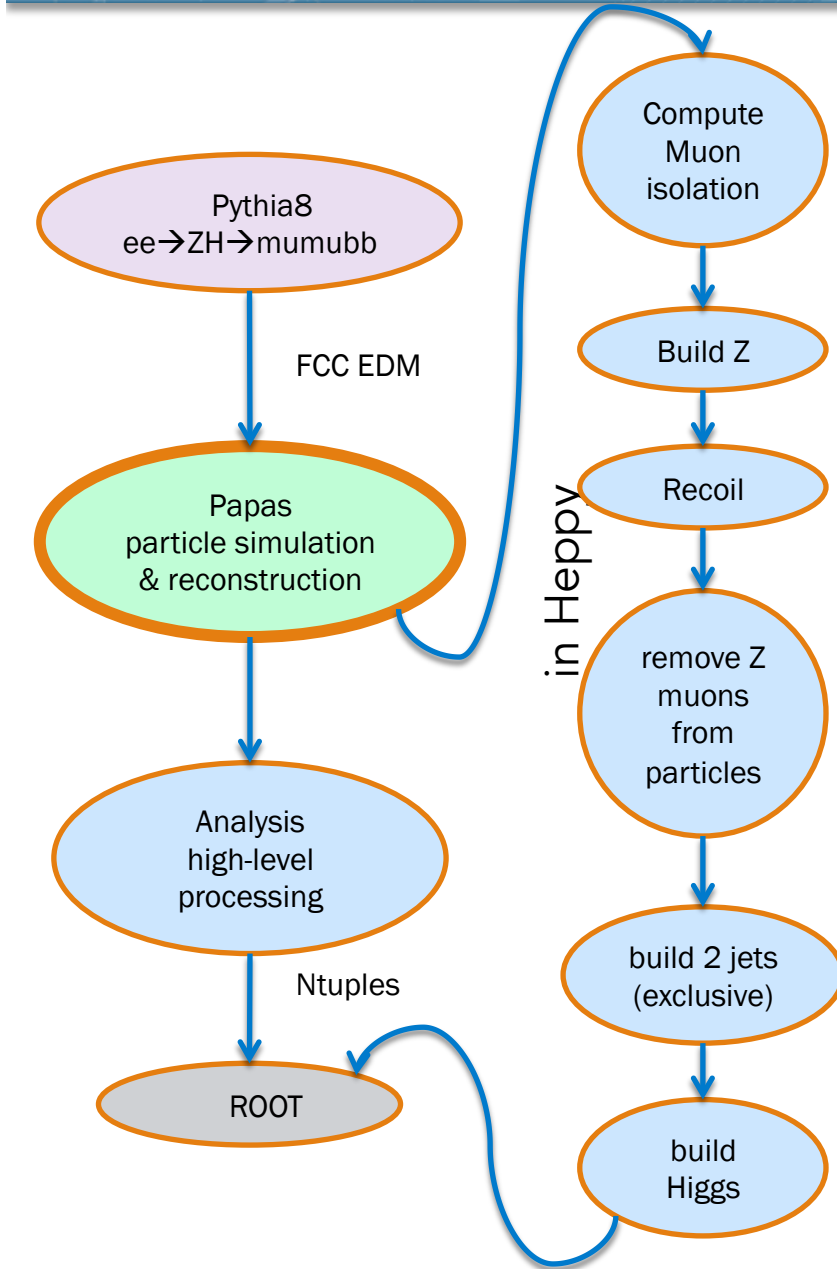 Pythia8
ee→ZH→mumubb
FCC EDM
Papas
particle simulation
& reconstruction
Analysis
high-level
processing
Ntuples
ROOT
in Heppy
Compute
Muon
isolation
Build Z
Recoil
remove Z
muons
from
particles
build 2 jets
(exclusive)
build
Higgs